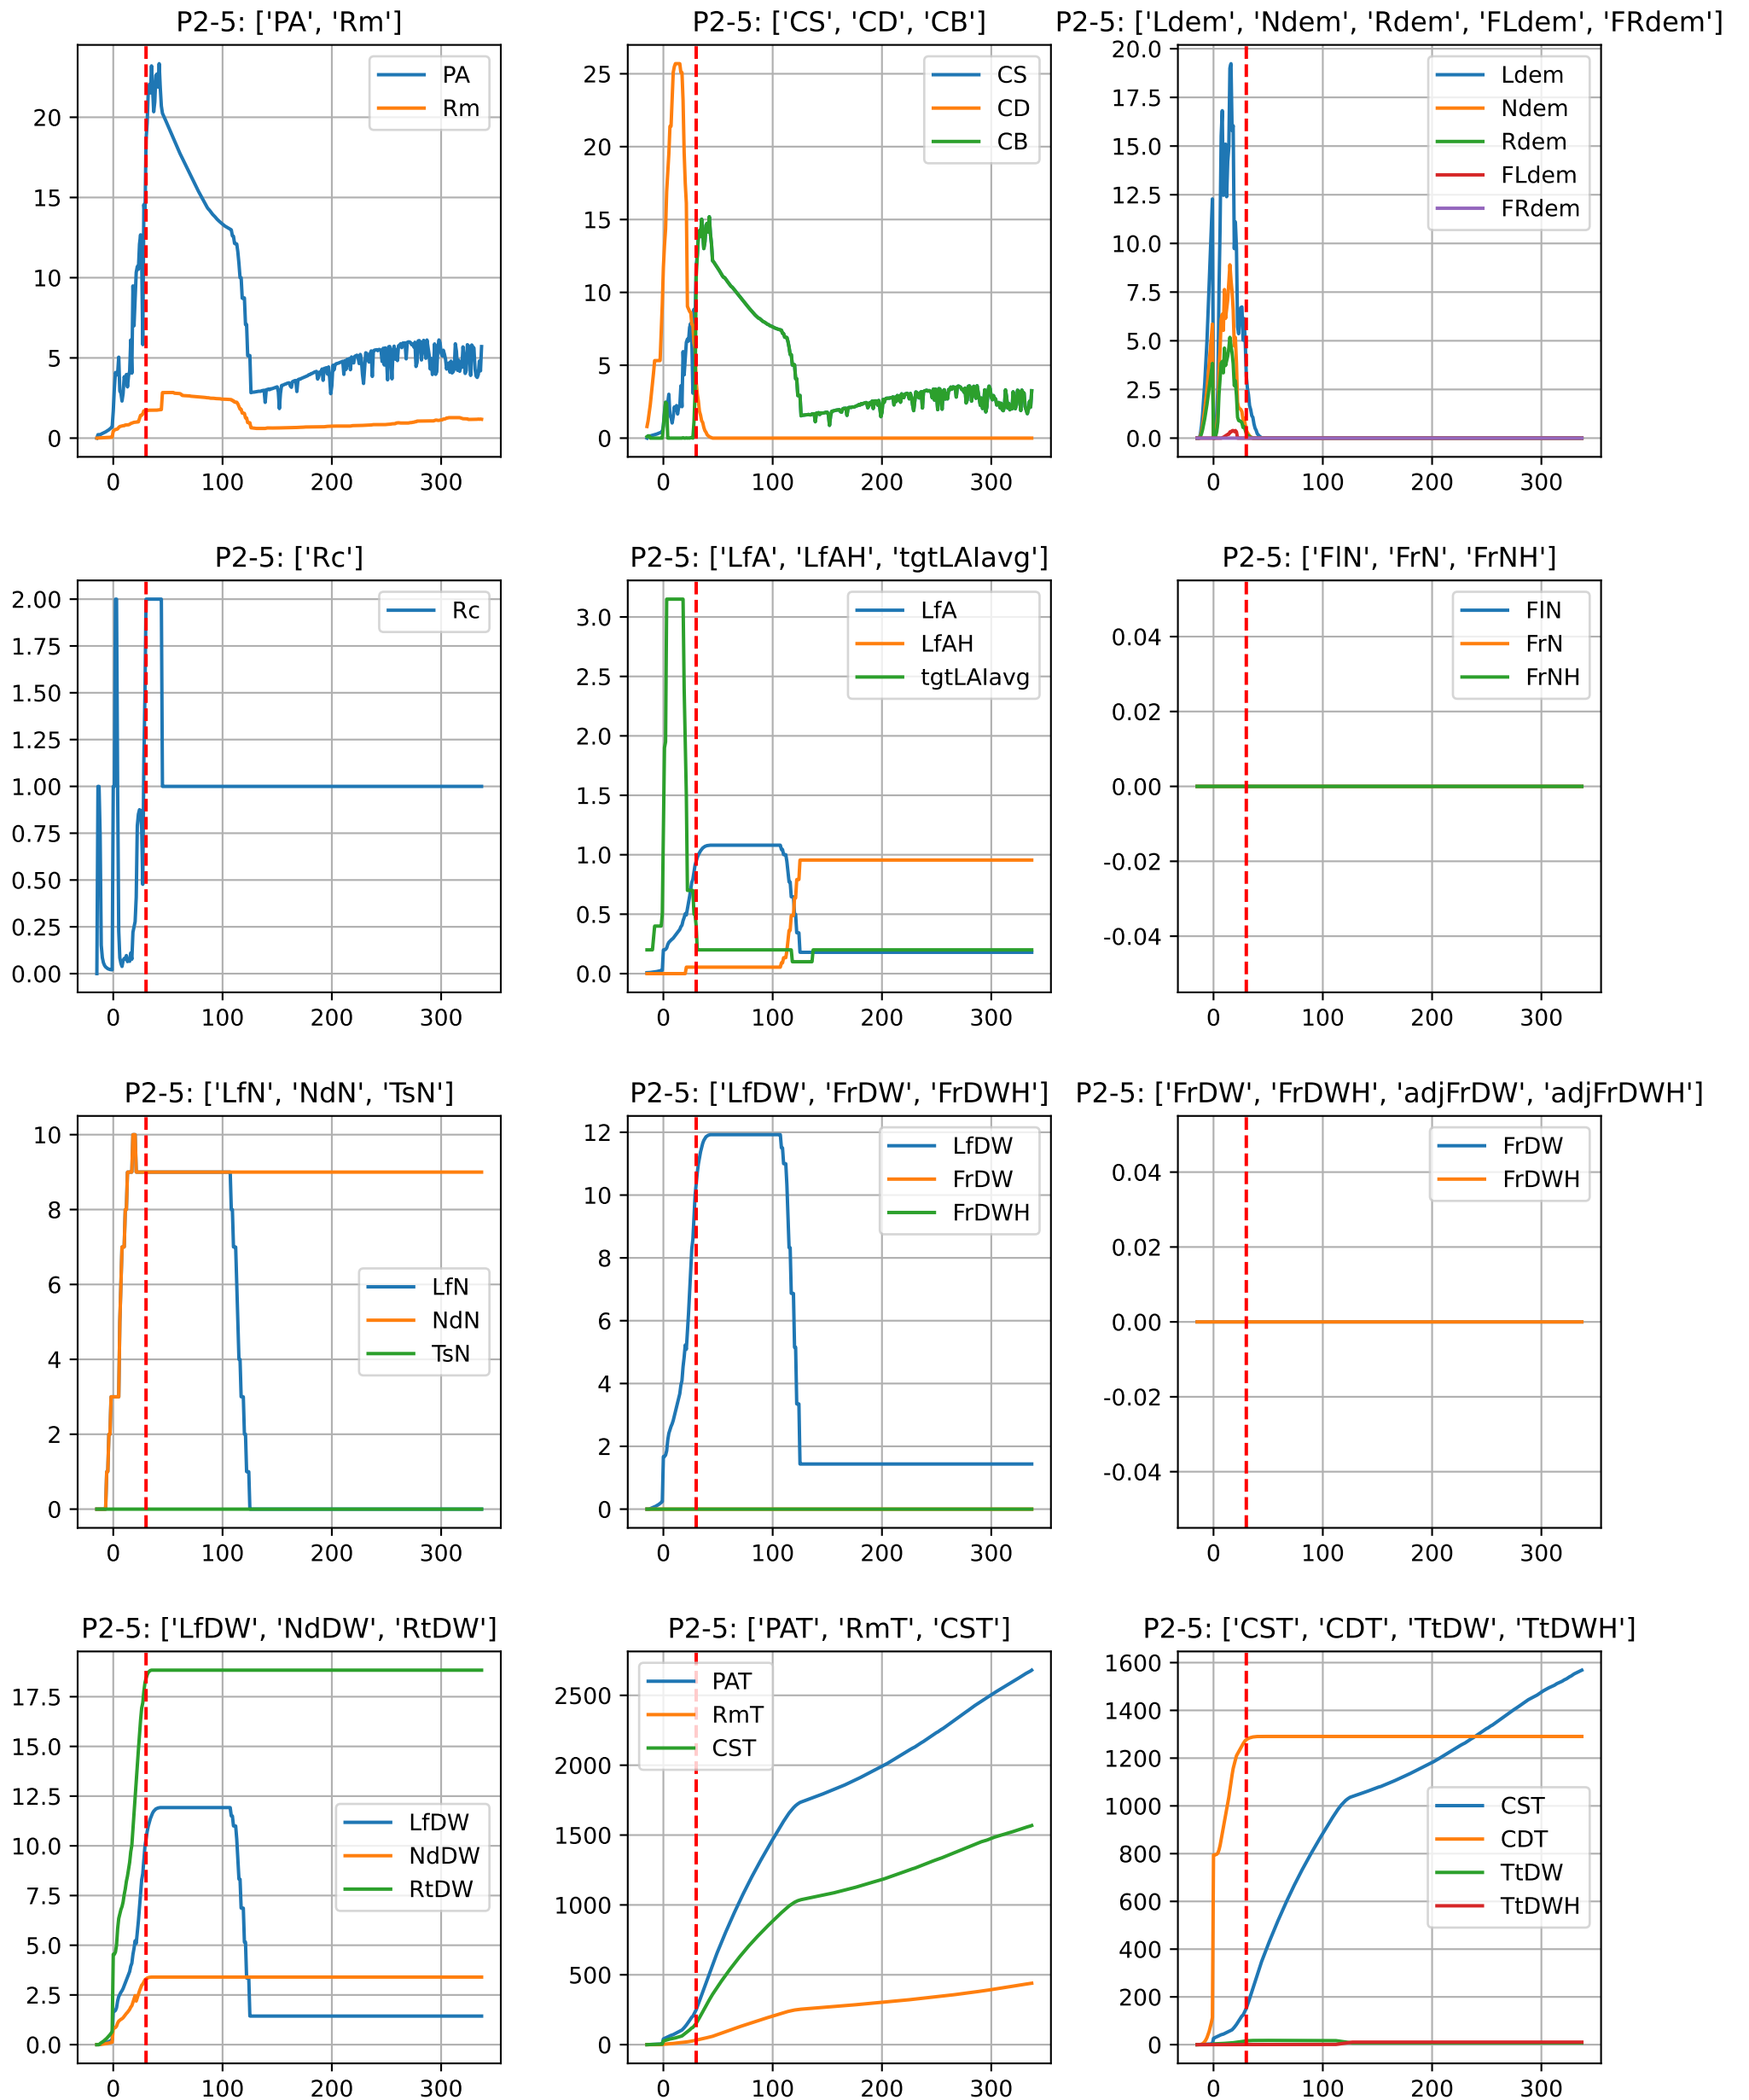 P2-5: ['PA', 'Rm']
20
15
10
5
0
0 100 200 300
PA
Rm
P2-5: ['CS', 'CD', 'CB']
25
20
15
10
5
0
0 100 200 300
CS
CD
CB
P2-5: ['Ldem', 'Ndem', 'Rdem', 'FLdem', 'FRdem']
20.0
17.5
15.0
12.5
10.0
7.5
5.0
2.5
0.0
0 100 200 300
Ldem
Ndem
Rdem
FLdem
FRdem
P2-5: ['Rc']
2.00
1.75
1.50
1.25
1.00
0.75
0.50
0.25
0.00
0 100 200 300
Rc
P2-5: ['LfA', 'LfAH', 'tgtLAIavg']
3.0
2.5
2.0
1.5
1.0
0.5
0.0
0 100 200 300
LfA
LfAH
tgtLAIavg
P2-5: ['FlN', 'FrN', 'FrNH']
0.04
0.02
0.00
-0.02
-0.04
0 100 200 300
FlN
FrN
FrNH
P2-5: ['LfN', 'NdN', 'TsN']
10
8
6
4
2
0
0 100 200 300
LfN
NdN
TsN
P2-5: ['LfDW', 'FrDW', 'FrDWH']
12
10
8
6
4
2
0
0 100 200 300
LfDW
FrDW
FrDWH
P2-5: ['FrDW', 'FrDWH', 'adjFrDW', 'adjFrDWH']
0.04
0.02
0.00
-0.02
-0.04
0 100 200 300
FrDW
FrDWH
P2-5: ['LfDW', 'NdDW', 'RtDW']
17.5
15.0
12.5
10.0
7.5
5.0
2.5
0.0
0 100 200 300
LfDW
NdDW
RtDW
P2-5: ['PAT', 'RmT', 'CST']
2500
2000
1500
1000
500
0
0 100 200 300
PAT
RmT
CST
P2-5: ['CST', 'CDT', 'TtDW', 'TtDWH']
1600
1400
1200
1000
800
600
400
200
0
0 100 200 300
CST
CDT
TtDW
TtDWH